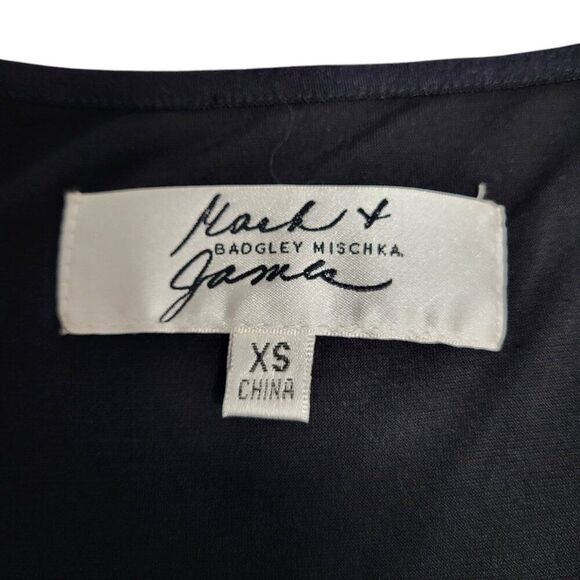 Mark +
BADGLEY MISCHKA
James
XS
CHINA